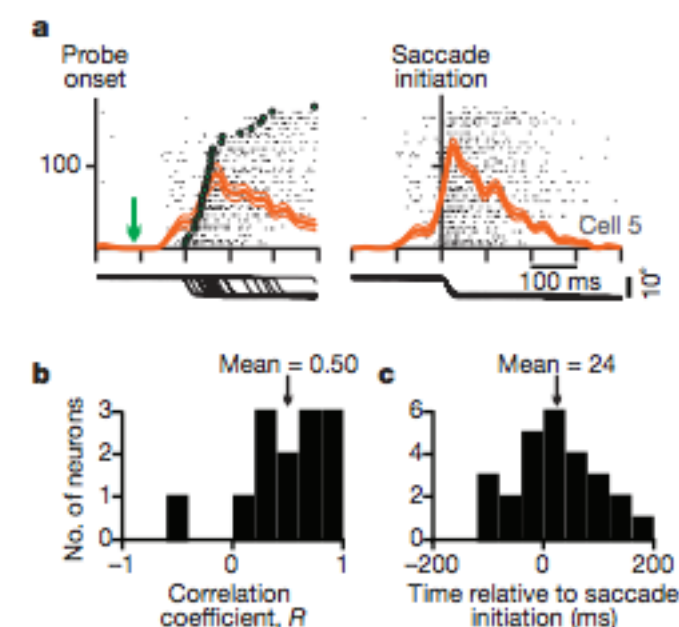 a
Probe
onset
Saccade
initiation
100
Cell 5
100 ms
10°
b
Mean = 0.50
c
Mean = 24
No. of neurons
3
2
1
0
6
4
2
0
–1
0
1
–200
0
200
Correlation
coefficient, R
Time relative to saccade
initiation (ms)